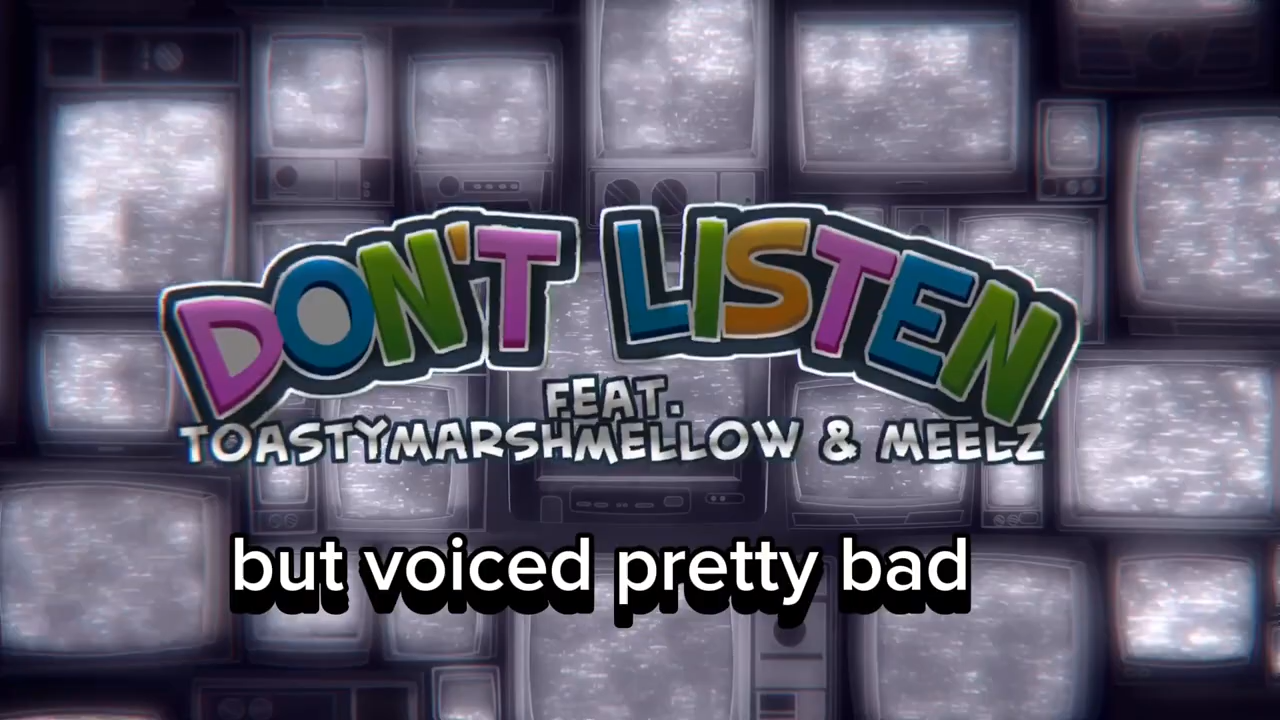 DON'T LISTEN
FEAT.
TOASTYMARSHMELLOW & MEELZ
but voiced pretty bad